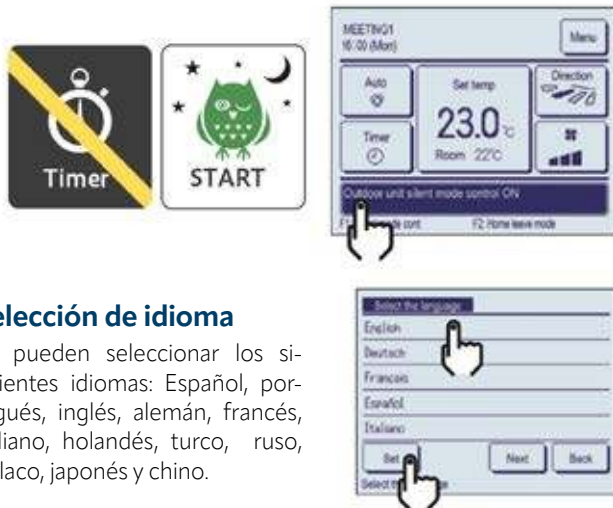 Timer
START
MEETING1
16:00 (Mon)
Menu
Auto
Set temp
Direction
23.0 °C
Timer
Room 22°C
Outdoor unit silent mode control ON
F2: Home leave mode
elección de idioma
pueden seleccionar los si-
ientes idiomas: Español, por-
gués, inglés, alemán, francés,
liano, holandés, turco, ruso,
laco, japonés y chino.
Select the language
English
Deutsch
Francais
Español
Italiano
Set
Next
Back